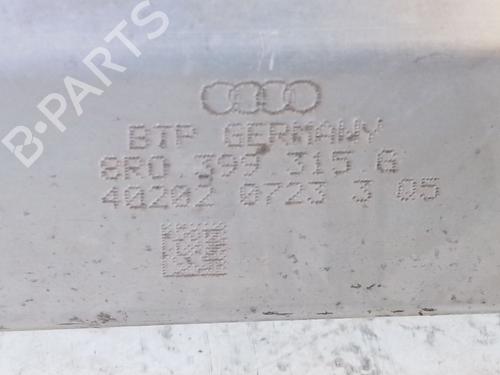 B-PARTS
BTP GERMANY
8R0.399.315.G
40202 0723 3 05